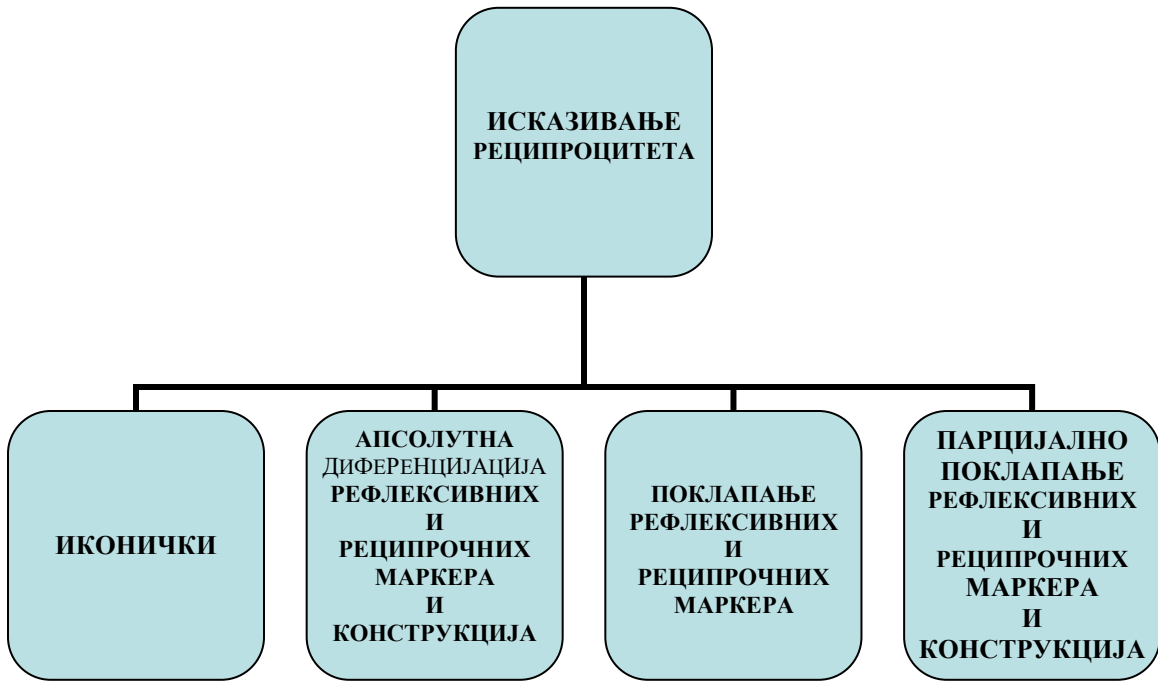 ИСКАЗИВАЊЕ
РЕЦИПРОЦИТЕТА
ИКОНИЧКИ
АПСОЛУТНА
ДиФЕРЕНЦИЈАЦИЈА
РЕФЛЕКСИВНИХ
И
РЕЦИПРОЧНИХ
МАРКЕРА
И
КОНСТРУКЦИЈА
ПОКЛАПАЊЕ
РЕФЛЕКСИВНИХ
И
РЕЦИПРОЧНИХ
МАРКЕРА
ПАРЦИЈАЛНО
ПОКЛАПАЊЕ
РЕФЛЕКСИВНИХ
И
РЕЦИПРОЧНИХ
МАРКЕРА
И
КОНСТРУКЦИЈА